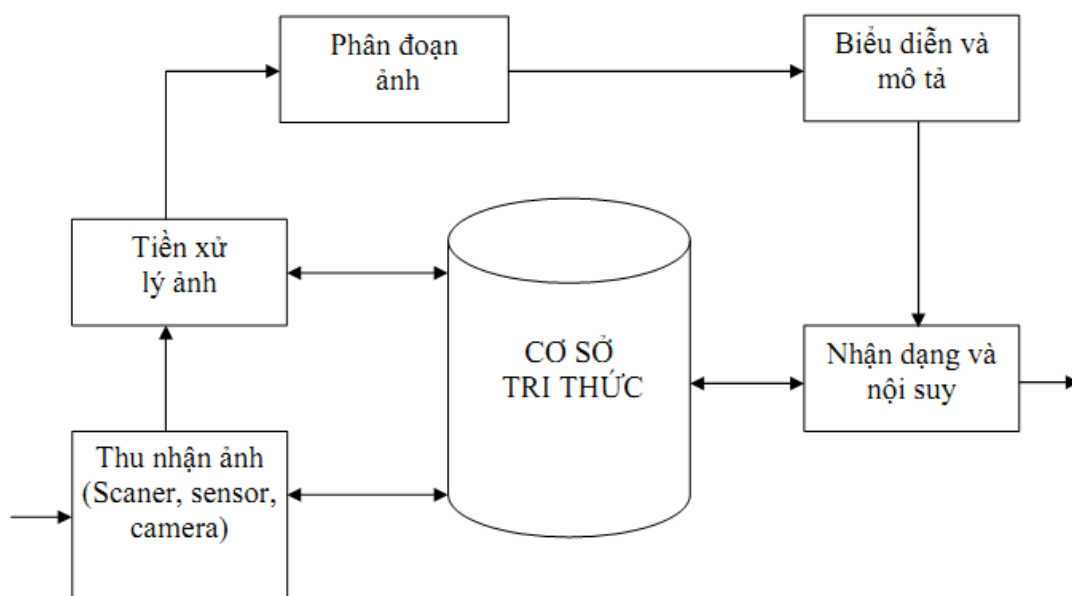 Phân đoạn
ảnh
Biểu diễn và
mô tả
Tiền xử
lý ảnh
CƠ SỞ
TRI THỨC
Nhận dạng và
nội suy
Thu nhận ảnh
(Scaner, sensor,
camera)